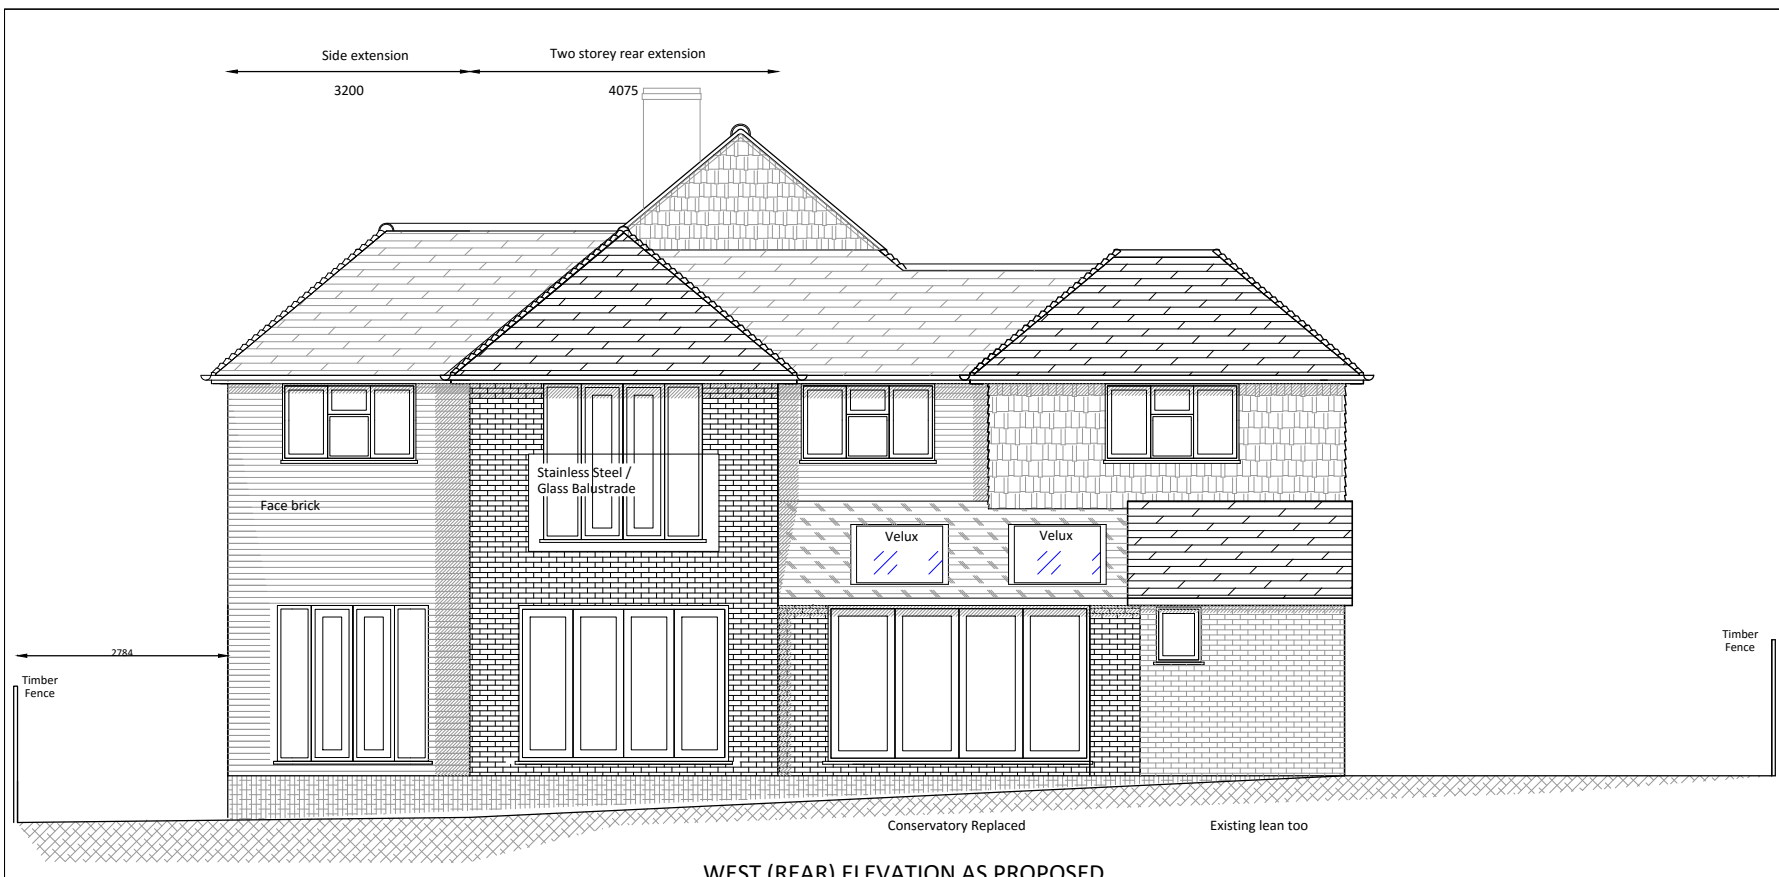 Side extension
Two storey rear extension
3200
4075
Stainless Steel /
Glass Balustrade
Face brick
Velux
Velux
2784
Timber
Fence
Timber
Fence
Conservatory Replaced
Existing lean too
WEST (REAR) ELEVATION AS PROPOSED